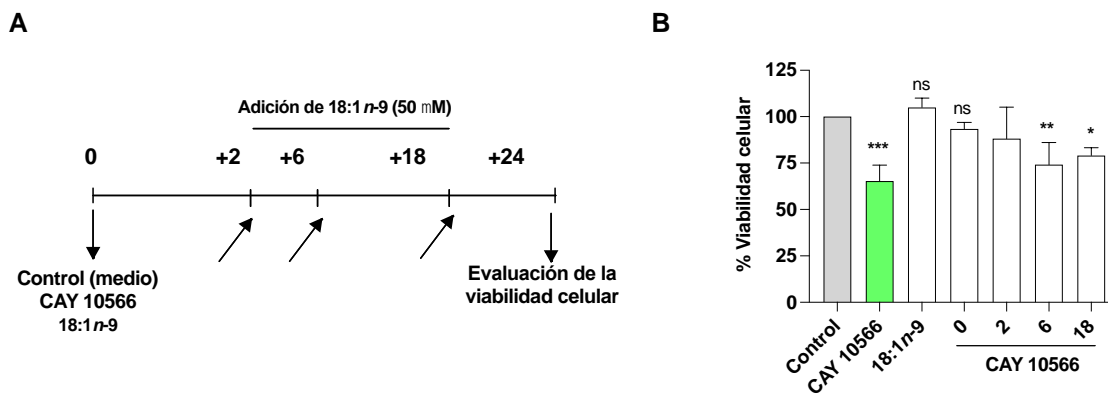 A
Adición de 18:1 n-9 (50 mM)
0 +2 +6 +18 +24
Control (medio)
CAY 10566
18:1 n-9
Evaluación de la
viabilidad celular
B
% Viabilidad celular
125
100
75
50
25
0
***
ns
ns
**
*
Control
CAY 10566
18:1n-9
0
2
6
18
CAY 10566